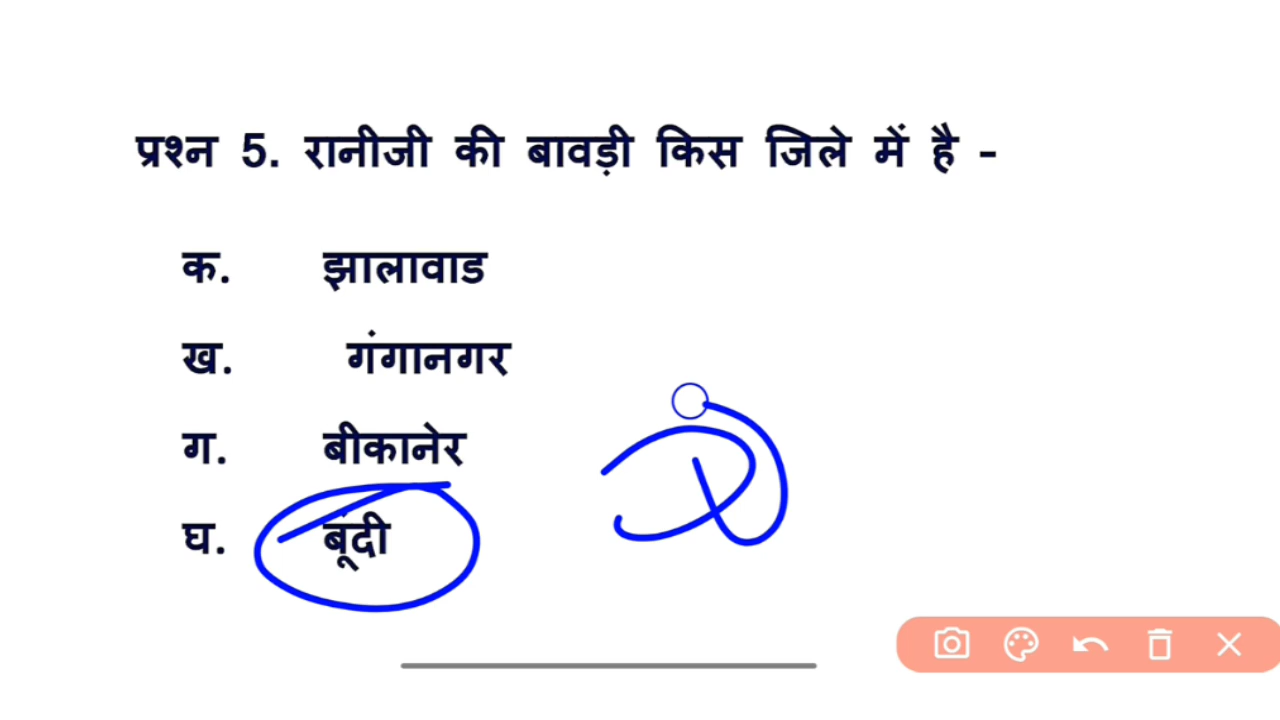 प्रश्न 5. रानीजी की बावड़ी किस जिले में है -
क. झालावाड
ख. गंगानगर
ग. बीकानेर
घ. बूंदी